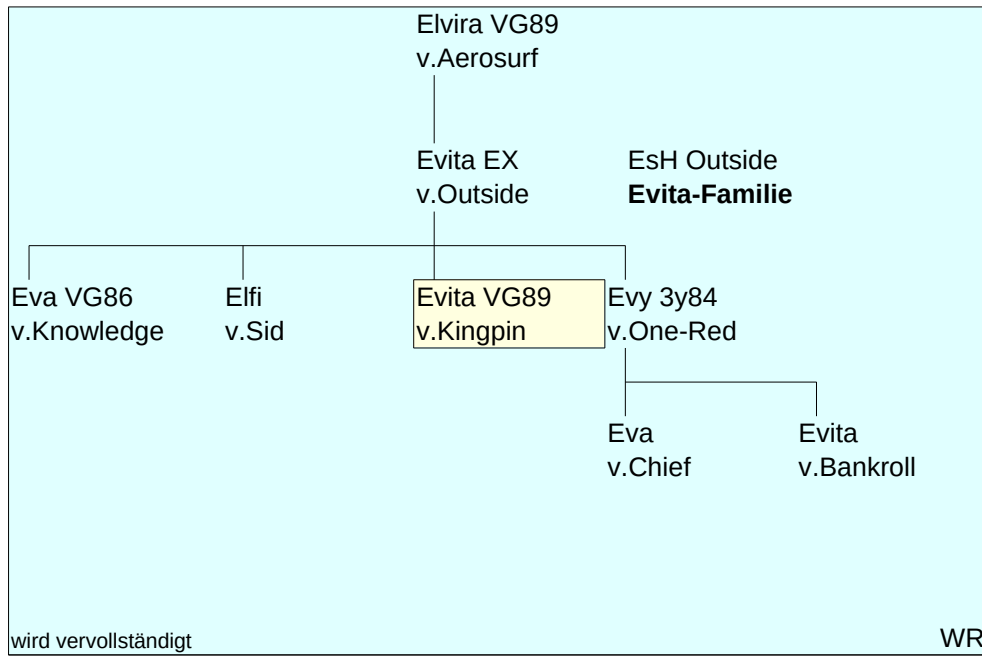 Elvira VG89
v.Aerosurf
Evita EX
v.Outside
EsH Outside
Evita-Familie
Eva VG86
v.Knowledge
Elfi
v.Sid
Evita VG89
v.Kingpin
Evy 3y84
v.One-Red
Eva
v.Chief
Evita
v.Bankroll
wird vervollständigt
WR